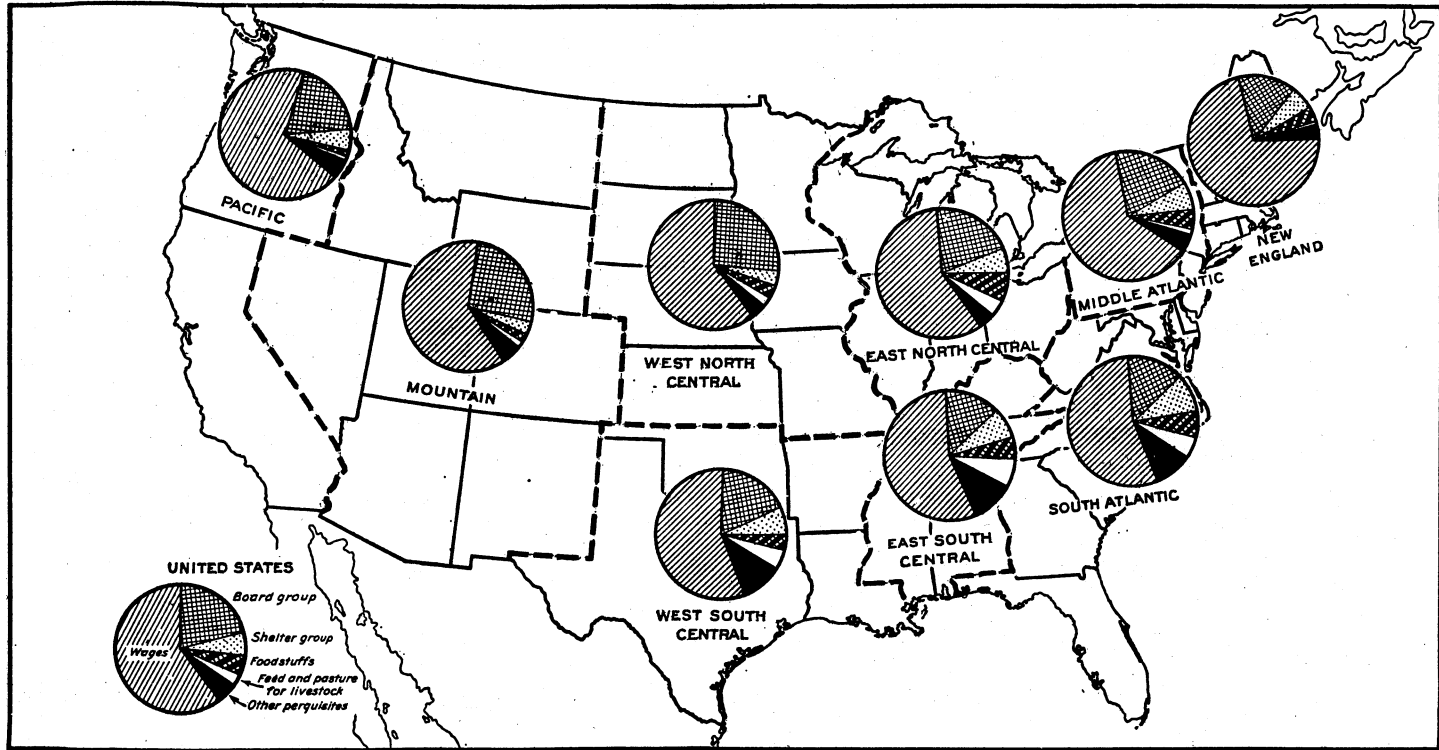 PACIFIC
MOUNTAIN
WEST NORTH
CENTRAL
EAST NORTH CENTRAL
MIDDLE ATLANTIC
NEW
ENGLAND
SOUTH ATLANTIC
EAST SOUTH
CENTRAL
WEST SOUTH
CENTRAL
UNITED STATES
Board group
Shelter group
Wages
Foodstuffs
Feed and pasture
for livestock
Other perquisites